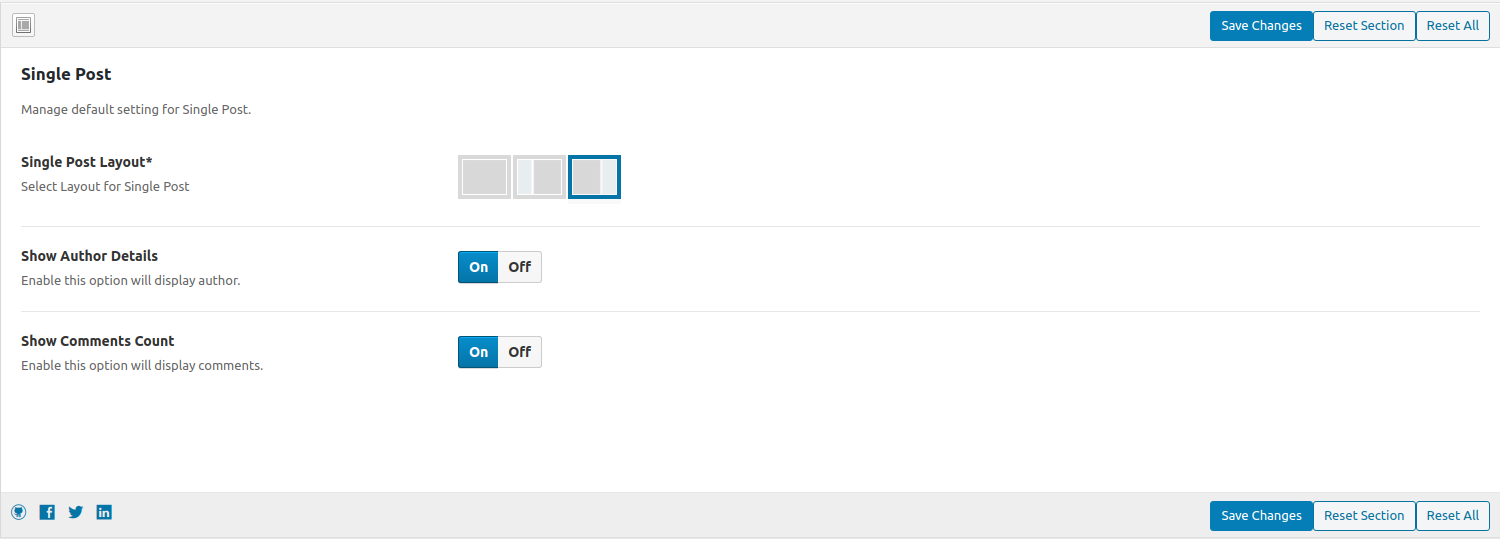 Save Changes Reset Section Reset All
Single Post
Manage default setting for Single Post.
Single Post Layout*
Select Layout for Single Post
Show Author Details
Enable this option will display author.
On Off
Show Comments Count
Enable this option will display comments.
On Off
Save Changes Reset Section Reset All